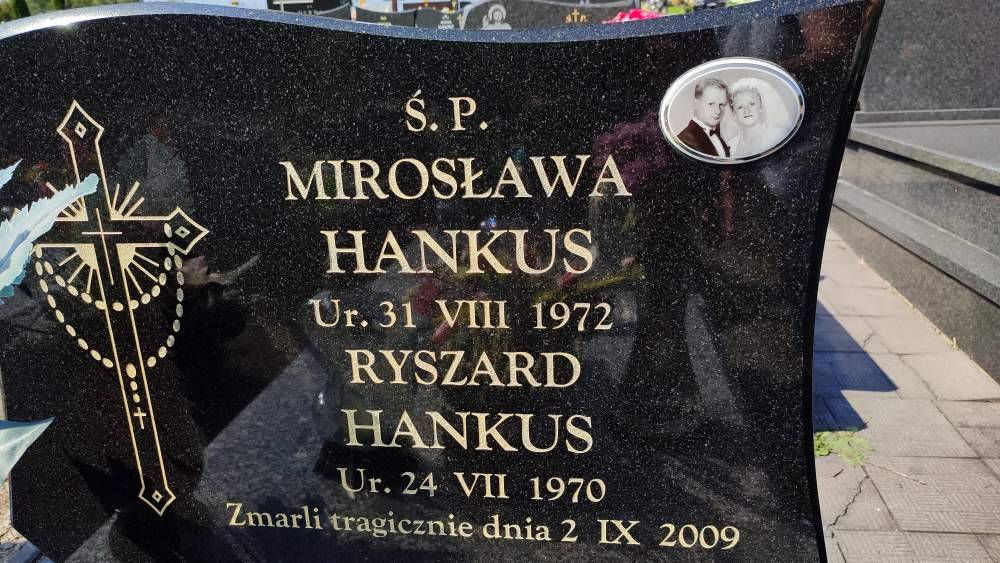 Ś. P.
MIROSŁAWA
HANKUS
Ur. 31 VIII 1972
RYSZARD
HANKUS
Ur. 24 VII 1970
Zmarli tragicznie dnia 2 IX 2009